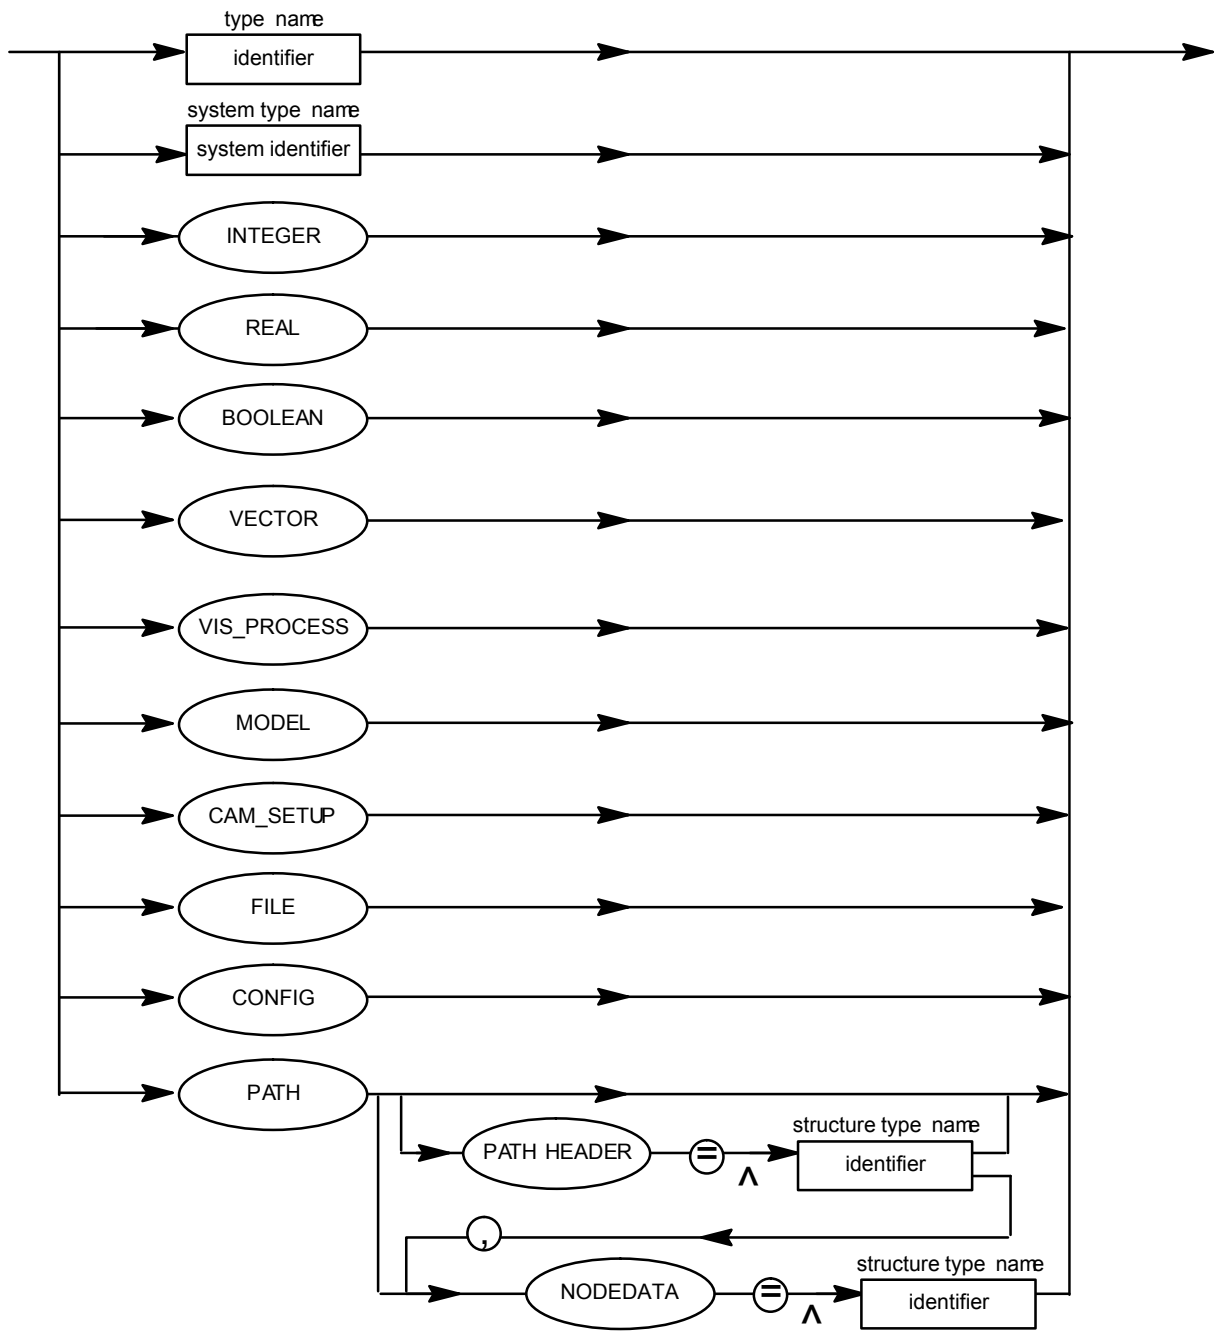 type name
identifier
system type name
system identifier
INTEGER
REAL
BOOLEAN
VECTOR
VIS_PROCESS
MODEL
CAM_SETUP
FILE
CONFIG
PATH
structure type name
PATH HEADER = ^ identifier
,
structure type name
NODEDATA = ^ identifier